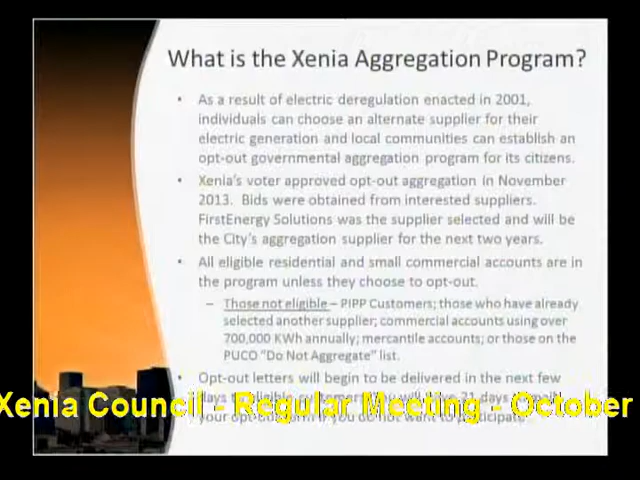 What is the Xenia Aggregation Program?
• As a result of electric deregulation enacted in 2001,
individuals can choose an alternate supplier for their
electric generation and local communities can establish an
opt-out governmental aggregation program for its citizens.
• Xenia's voter approved opt-out aggregation in November
2013. Bids were obtained from interested suppliers.
FirstEnergy Solutions was the supplier selected and will be
the City's aggregation supplier for the next two years.
• All eligible residential and small commercial accounts are in
the program unless they choose to opt-out.
– Those not eligible – PIPP Customers; those who have already
selected another supplier; commercial accounts using over
700,000 KWh annually; mercantile accounts; or those on the
PUCO "Do Not Aggregate" list.
• Opt-out letters will begin to be delivered in the next few
days to eligible 21 days
your opt-out form if you do not want to participate
Xenia Council - Regular Meeting - October